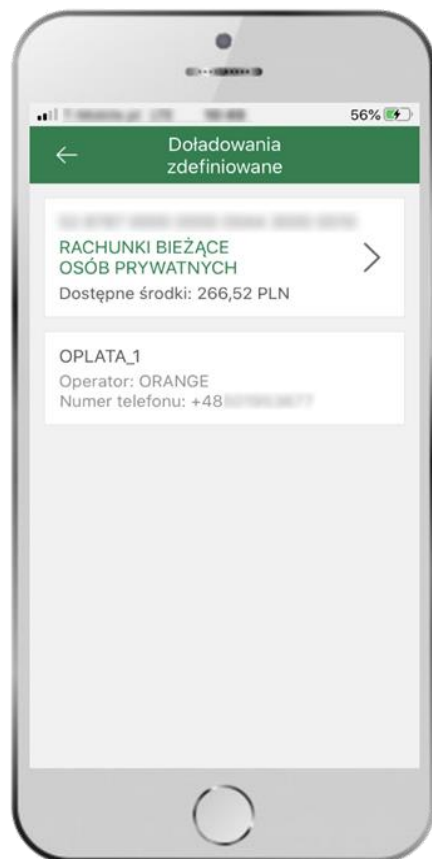 56%
Doładowania
zdefiniowane
RACHUNKI BIEŻĄCE
OSÓB PRYWATNYCH
Dostępne środki: 266,52 PLN
OPLATA_1
Operator: ORANGE
Numer telefonu: +48